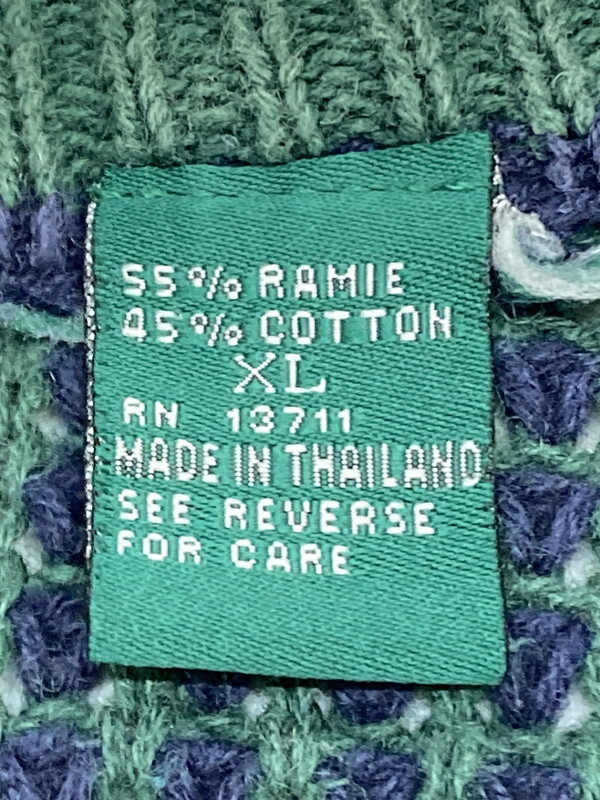 55% RAMIE
45% COTTON
XL
RN 13711
MADE IN THAILAND
SEE REVERSE
FOR CARE